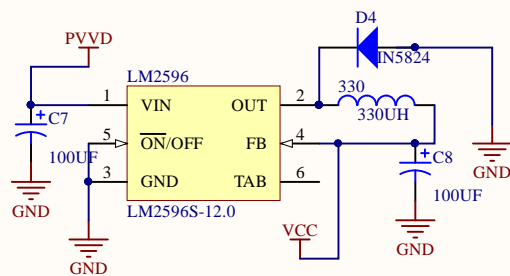 D4
PVVD
IN5824
LM2596
330
330UH
1
VIN
OUT
2
C7
100UF
5
ON/OFF
FB
4
3
GND
TAB
6
C8
100UF
LM2596S-12.0
VCC
GND
GND
GND
GND